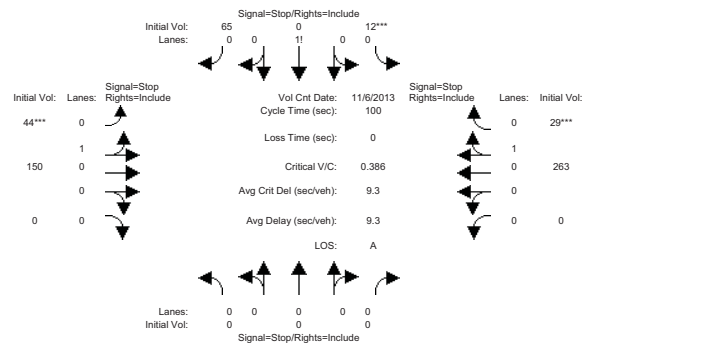 Signal=Stop/Rights=Include
Initial Vol: 65 0 12***
Lanes: 0 0 1! 0 0
Signal=Stop
Initial Vol: Lanes: Rights=Include
Vol Cnt Date: 11/6/2013
Signal=Stop
Rights=Include Lanes: Initial Vol:
Cycle Time (sec): 100
44*** 0
0 29***
Loss Time (sec): 0
1
1
150 0
Critical V/C: 0.386
0 263
0
Avg Crit Del (sec/veh): 9.3
0
0 0
Avg Delay (sec/veh): 9.3
0 0
LOS: A
Lanes: 0 0 0 0 0
Initial Vol: 0 0 0
Signal=Stop/Rights=Include